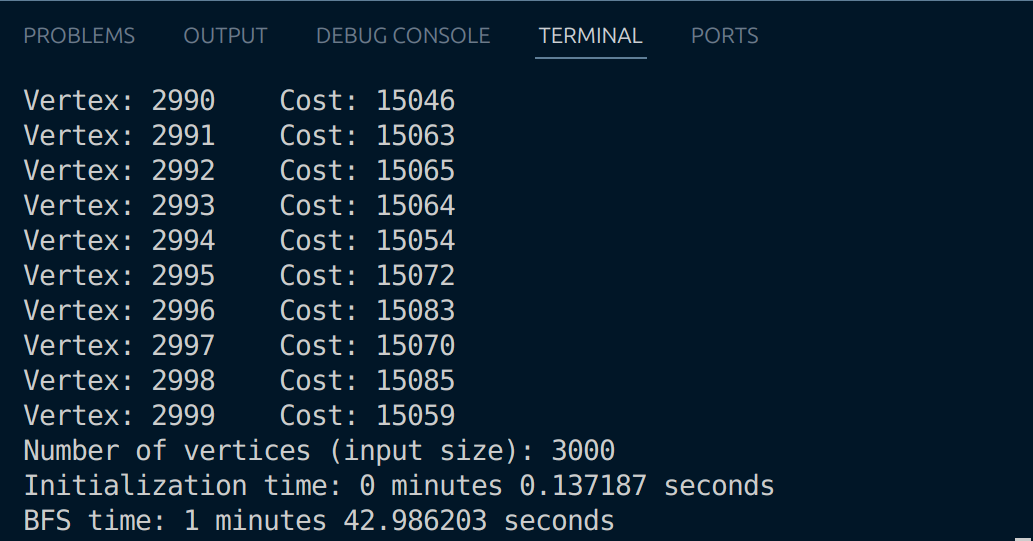 PROBLEMS OUTPUT DEBUG CONSOLE TERMINAL PORTS
Vertex: 2990 Cost: 15046
Vertex: 2991 Cost: 15063
Vertex: 2992 Cost: 15065
Vertex: 2993 Cost: 15064
Vertex: 2994 Cost: 15054
Vertex: 2995 Cost: 15072
Vertex: 2996 Cost: 15083
Vertex: 2997 Cost: 15070
Vertex: 2998 Cost: 15085
Vertex: 2999 Cost: 15059
Number of vertices (input size): 3000
Initialization time: 0 minutes 0.137187 seconds
BFS time: 1 minutes 42.986203 seconds